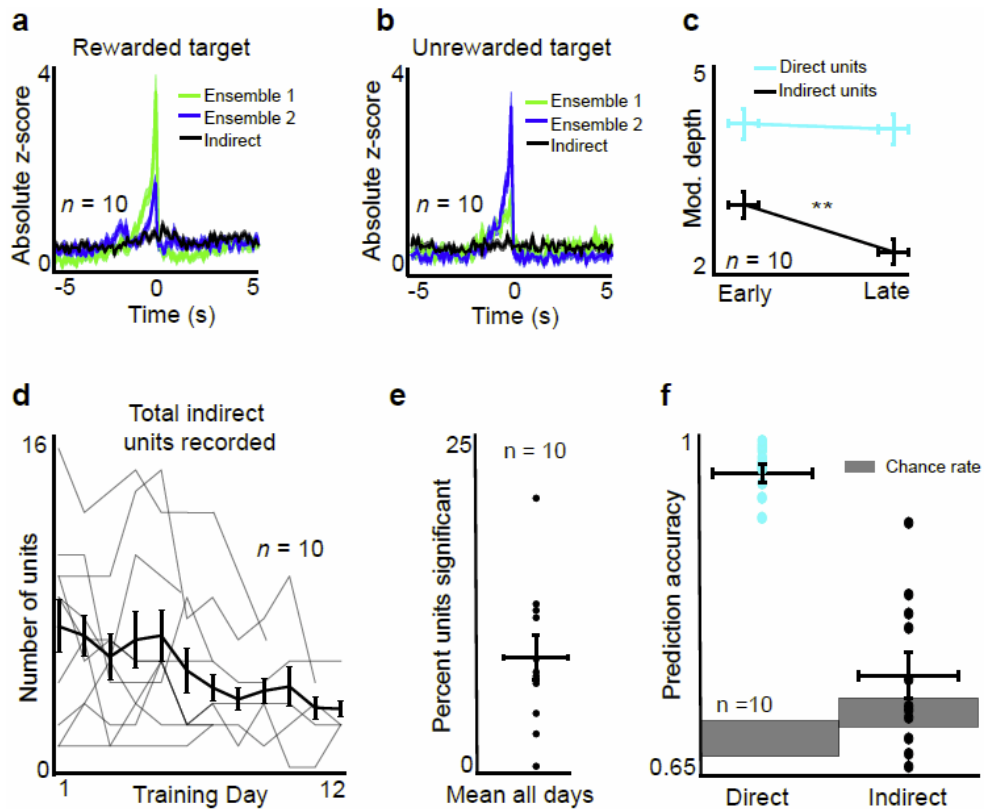 a
Rewarded target
4
Absolute z-score
0
Ensemble 1
Ensemble 2
Indirect
n = 10
-5
0
5
Time (s)
b
Unrewarded target
4
Absolute z-score
0
Ensemble 1
Ensemble 2
Indirect
n = 10
-5
0
5
Time (s)
c
5
Mod. depth
2
Direct units
Indirect units
**
n = 10
Early
Late
d
Total indirect
units recorded
16
Number of units
0
n = 10
1
12
Training Day
e
25
Percent units significant
0
n = 10
Mean all days
f
1
Prediction accuracy
0.65
Chance rate
n =10
Direct
Indirect